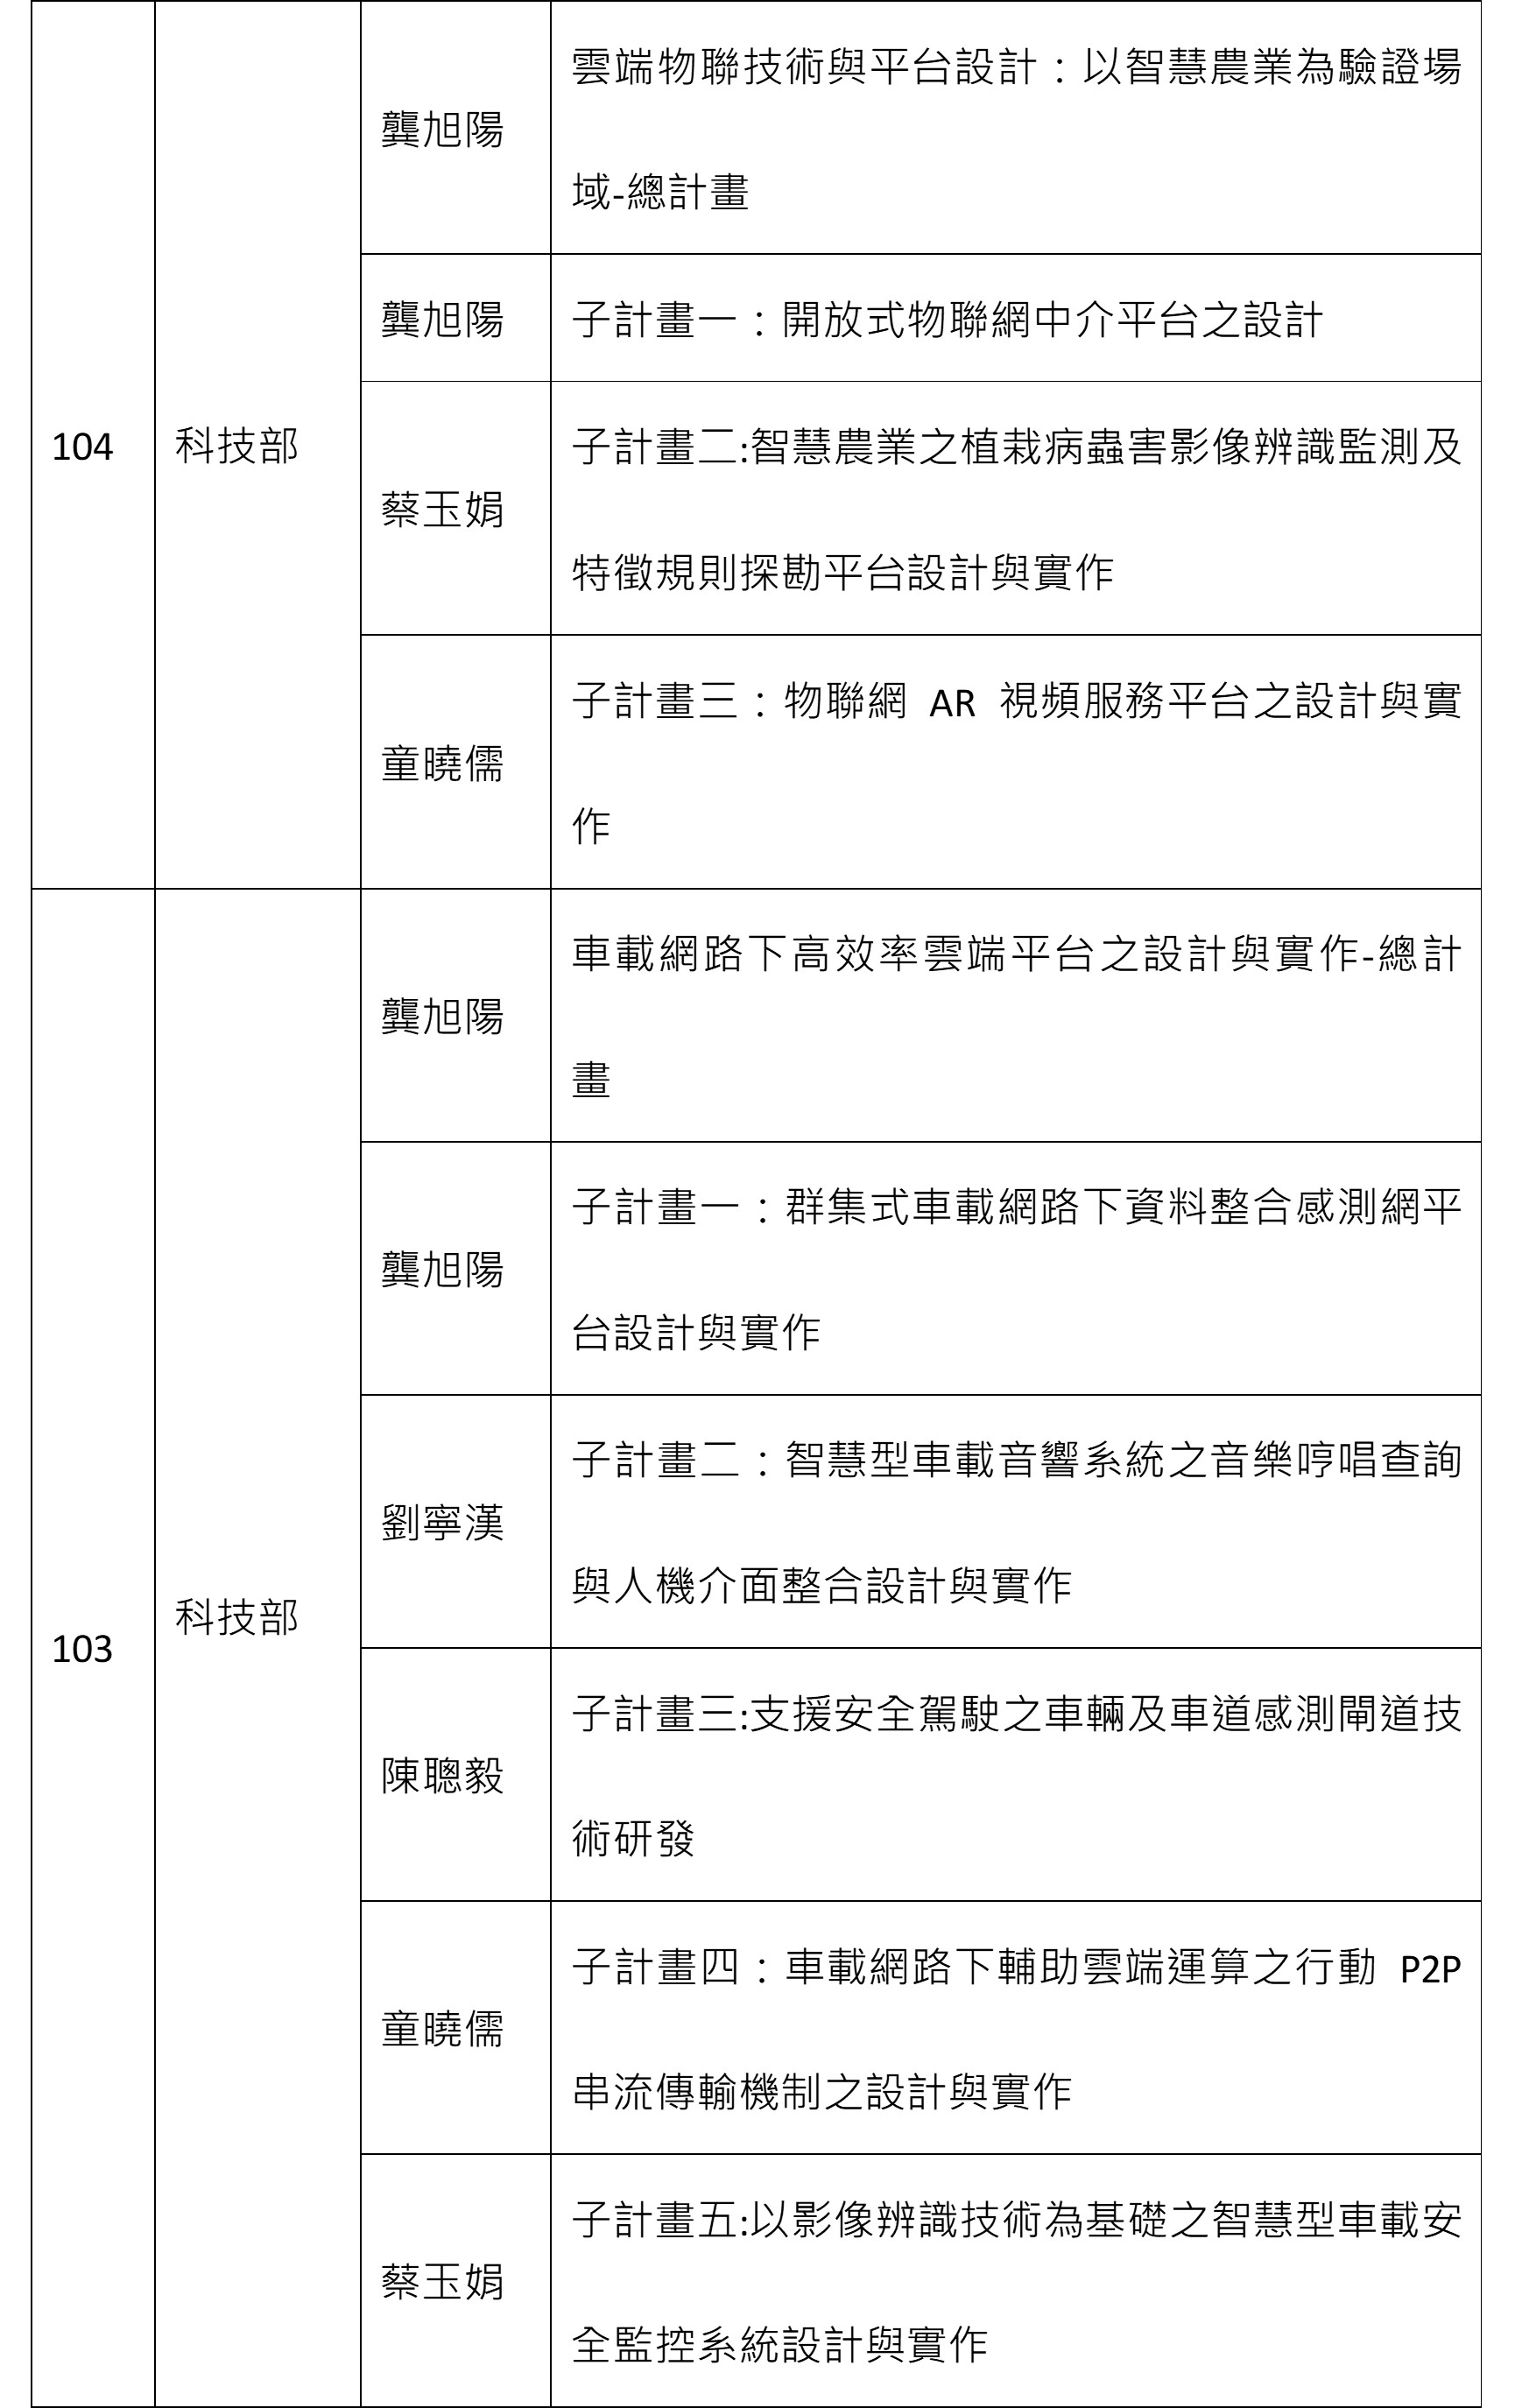 104
科技部
龔旭陽
雲端物聯技術與平台設計：以智慧農業為驗證場
域-總計畫
龔旭陽
子計畫一：開放式物聯網中介平台之設計
蔡玉娟
子計畫二:智慧農業之植栽病蟲害影像辨識監測及
特徵規則探勘平台設計與實作
童曉儒
子計畫三：物聯網 AR 視頻服務平台之設計與實
作
103
科技部
龔旭陽
車載網路下高效率雲端平台之設計與實作-總計
畫
龔旭陽
子計畫一：群集式車載網路下資料整合感測網平
台設計與實作
劉寧漢
子計畫二：智慧型車載音響系統之音樂哼唱查詢
與人機介面整合設計與實作
陳聰毅
子計畫三:支援安全駕駛之車輛及車道感測閘道技
術研發
童曉儒
子計畫四：車載網路下輔助雲端運算之行動 P2P
串流傳輸機制之設計與實作
蔡玉娟
子計畫五:以影像辨識技術為基礎之智慧型車載安
全監控系統設計與實作